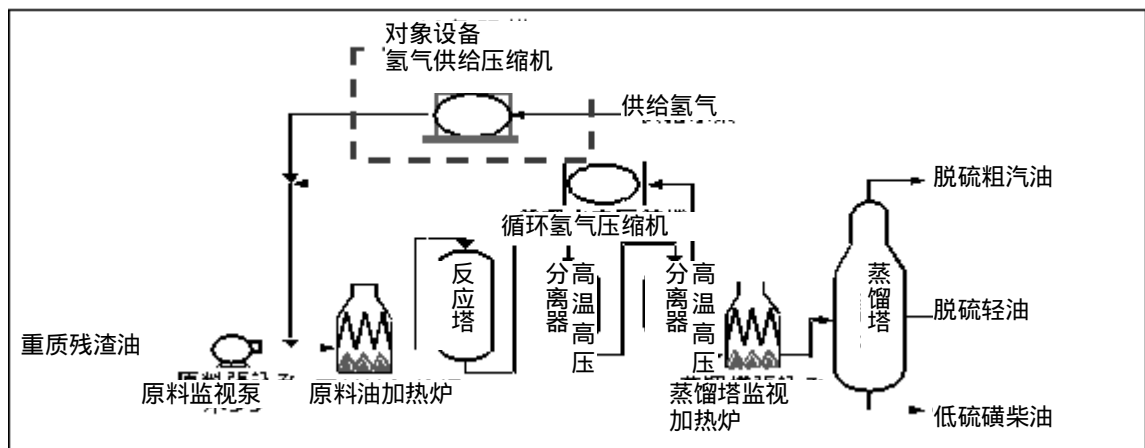 对象设备
氢气供给压缩机
供给氢气
脱硫粗汽油
循环氢气压缩机
反应塔
高温高压
分离器
高温高压
分离器
蒸馏塔
脱硫轻油
重质残渣油
原料监视泵
原料油加热炉
蒸馏塔监视
加热炉
低硫磺柴油